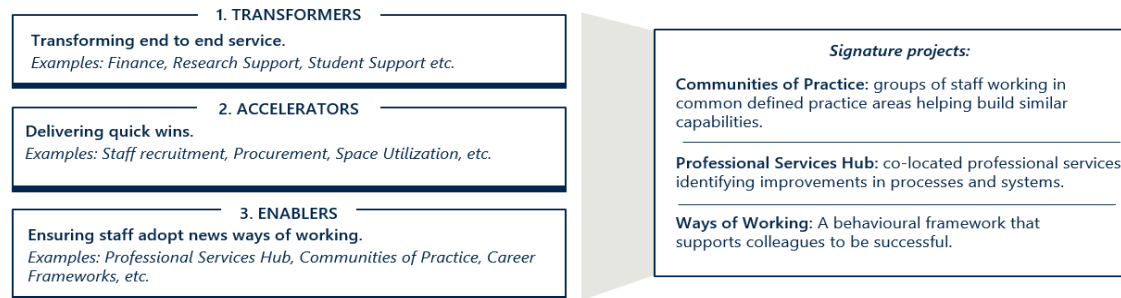 1. TRANSFORMERS
Transforming end to end service.
Examples: Finance, Research Support, Student Support etc.
2. ACCELERATORS
Delivering quick wins.
Examples: Staff recruitment, Procurement, Space Utilization, etc.
3. ENABLERS
Ensuring staff adopt news ways of working.
Examples: Professional Services Hub, Communities of Practice, Career
Frameworks, etc.
Signature projects:
Communities of Practice: groups of staff working in
common defined practice areas helping build similar
capabilities.
Professional Services Hub: co-located professional services
identifying improvements in processes and systems.
Ways of Working: A behavioural framework that
supports colleagues to be successful.